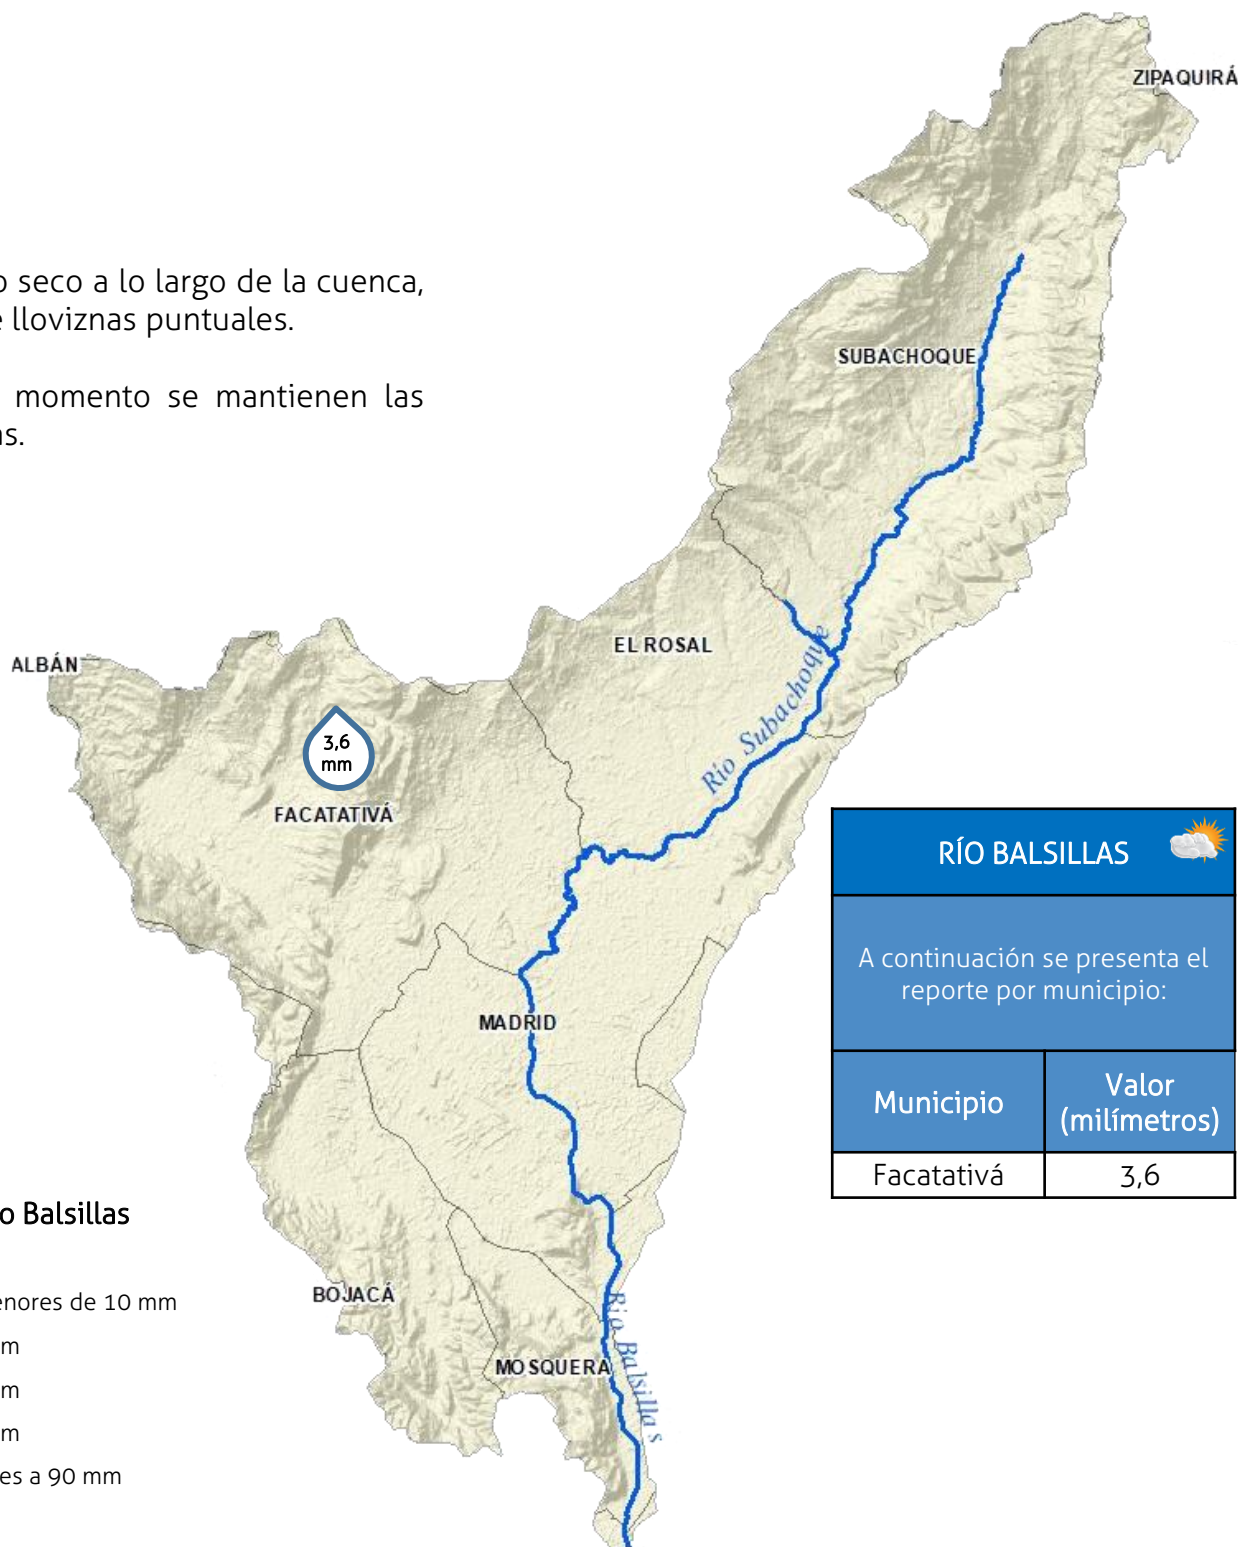 ZIPAQUIRÁ
o seco a lo largo de la cuenca,
e lloviznas puntuales.
SUBACHOQUE
momento se mantienen las
as.
EL ROSAL
ALBÁN
Río Subachoque
3,6
mm
FACATATIVÁ
RÍO BALSILLAS
A continuación se presenta el
reporte por municipio:
MADRID
Municipio
Valor
(milímetros)
Facatativá
3,6
o Balsillas
BOJACÁ
enores de 10 mm
m
Río Balsillas
MOSQUERA
m
m
es a 90 mm